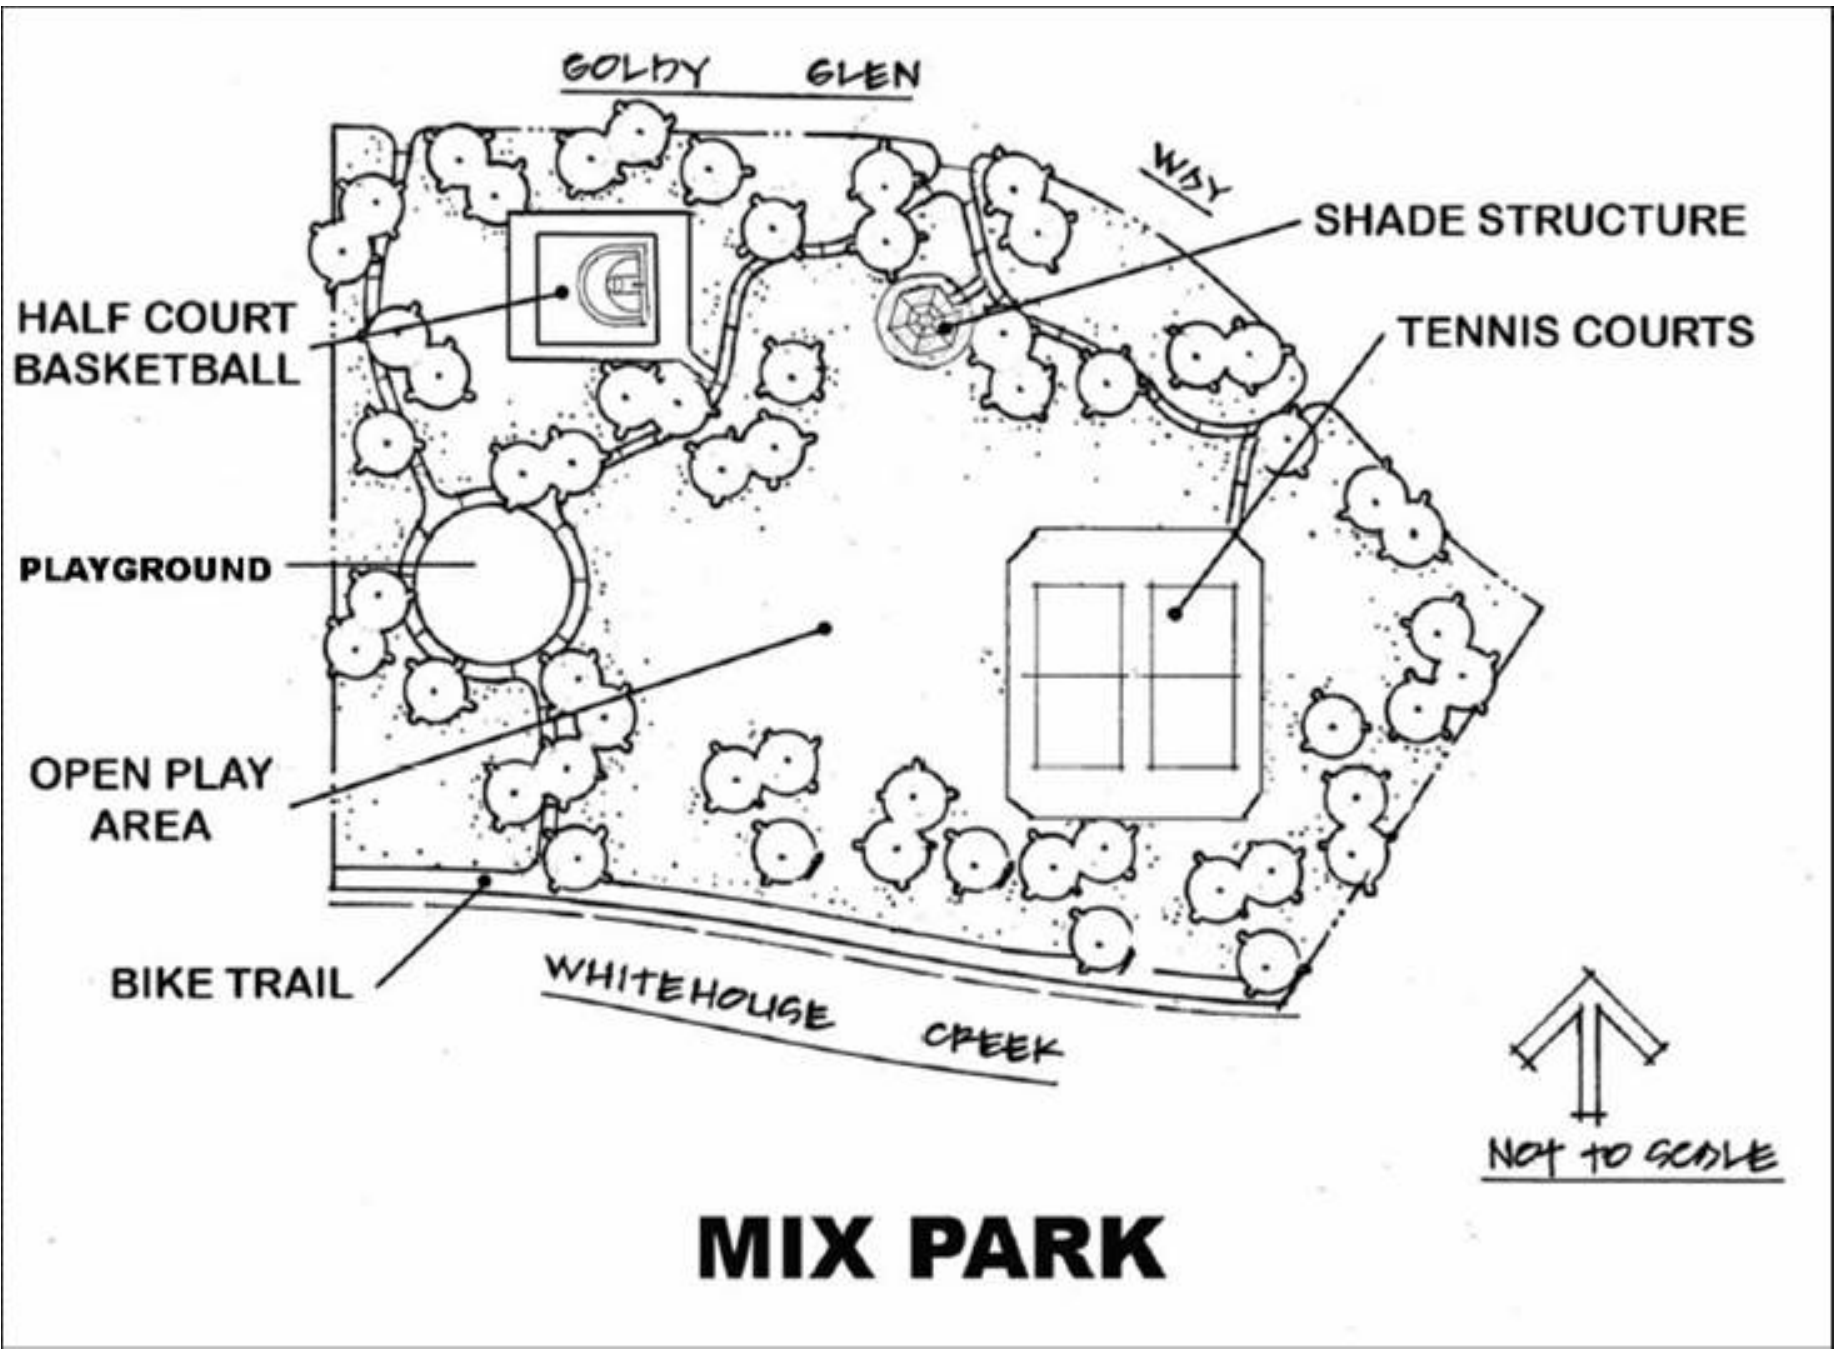 GOLDY GLEN
WAY
SHADE STRUCTURE
HALF COURT
BASKETBALL
TENNIS COURTS
PLAYGROUND
OPEN PLAY
AREA
BIKE TRAIL
WHITEHOUSE CREEK
NOT TO SCALE
MIX PARK